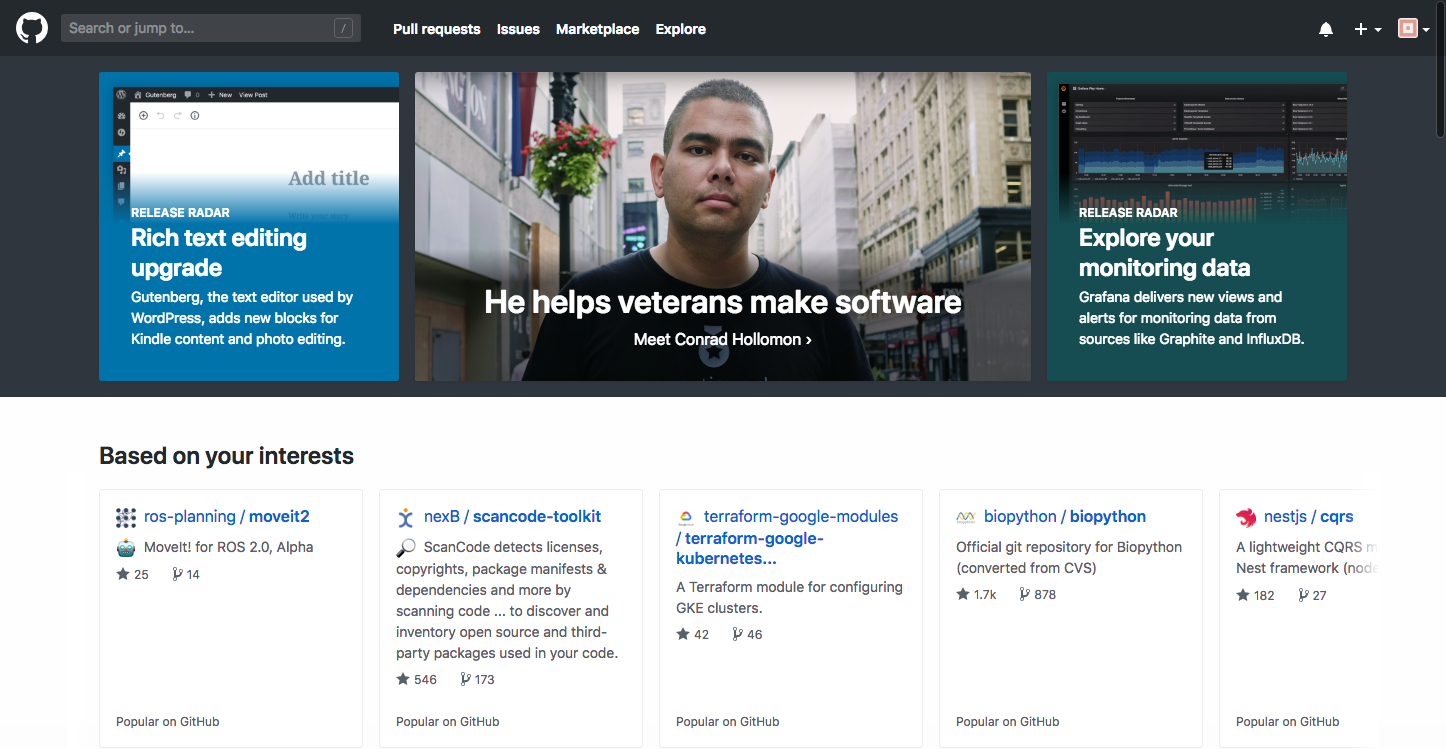 Search or jump to...
/
Pull requests
Issues
Marketplace
Explore
Gutenberg
0
New
View Post
Add title
RELEASE RADAR
Rich text editing
upgrade
Gutenberg, the text editor used by
WordPress, adds new blocks for
Kindle content and photo editing.
He helps veterans make software
Meet Conrad Hollomon ›
RELEASE RADAR
Explore your
monitoring data
Grafana delivers new views and
alerts for monitoring data from
sources like Graphite and InfluxDB.
Based on your interests
ros-planning / moveit2
MoveIt! for ROS 2.0, Alpha
25
14
Popular on GitHub
nexB / scancode-toolkit
ScanCode detects licenses,
copyrights, package manifests &
dependencies and more by
scanning code ... to discover and
inventory open source and third-
party packages used in your code.
546
173
Popular on GitHub
terraform-google-modules
/ terraform-google-
kubernetes...
A Terraform module for configuring
GKE clusters.
42
46
Popular on GitHub
biopython / biopython
Official git repository for Biopython
(converted from CVS)
1.7k
878
Popular on GitHub
nestjs / cqrs
A lightweight CQRS m
Nest framework (node
182
27
Popular on GitHub